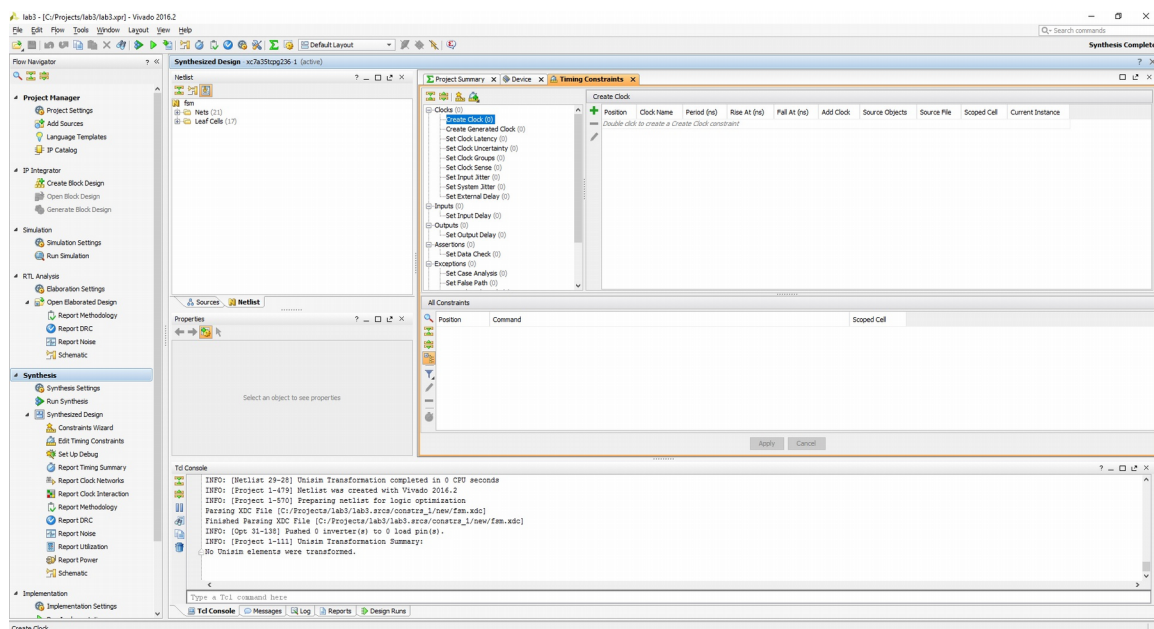 lab3 - [C:/Projects/lab3/lab3.xpr] - Vivado 2016.2
File Edit Flow Tools Window Layout View Help
Q- Search commands
Default Layout
Synthesis Complete
Flow Navigator
Project Manager
Project Settings
Add Sources
Language Templates
IP Catalog
IP Integrator
Create Block Design
Open Block Design
Generate Block Design
Simulation
Simulation Settings
Run Simulation
RTL Analysis
Elaboration Settings
Open Elaborated Design
Report Methodology
Report DRC
Report Noise
Schematic
Synthesis
Synthesis Settings
Run Synthesis
Synthesized Design
Constraints Wizard
Edit Timing Constraints
Set Up Debug
Report Timing Summary
Report Clock Networks
Report Clock Interaction
Report Methodology
Report DRC
Report Noise
Report Utilization
Report Power
Schematic
Implementation
Implementation Settings
Synthesized Design - xc7a35tcpg236-1 (active)
Netlist
fsm
Nets (21)
Leaf Cells (17)
Sources Netlist
Properties
Select an object to see properties
Project Summary Device Timing Constraints
Clocks (0)
Create Clock (0)
Create Generated Clock (0)
Set Clock Latency (0)
Set Clock Uncertainty (0)
Set Clock Groups (0)
Set Clock Sense (0)
Set Input Jitter (0)
Set System Jitter (0)
Set External Delay (0)
Inputs (0)
Set Input Delay (0)
Outputs (0)
Set Output Delay (0)
Assertions (0)
Set Data Check (0)
Exceptions (0)
Set Case Analysis (0)
Set False Path (0)
Create Clock
Position Clock Name Period (ns) Rise At (ns) Fall At (ns) Add Clock Source Objects Source File Scoped Cell Current Instance
Double click to create a Create Clock constraint
All Constraints
Position Command Scoped Cell
Apply Cancel
Tcl Console
INFO: [Netlist 29-28] Unisim Transformation completed in 0 CPU seconds
INFO: [Project 1-479] Netlist was created with Vivado 2016.2
INFO: [Project 1-570] Preparing netlist for logic optimization
Parsing XDC File [C:/Projects/lab3/lab3.srcs/constrs_1/new/fsm.xdc]
Finished Parsing XDC File [C:/Projects/lab3/lab3.srcs/constrs_1/new/fsm.xdc]
INFO: [Opt 31-138] Pushed 0 inverter(s) to 0 load pin(s).
INFO: [Project 1-111] Unisim Transformation Summary:
No Unisim elements were transformed.
Type a Tcl command here
Tcl Console Messages Log Reports Design Runs
Create Clock